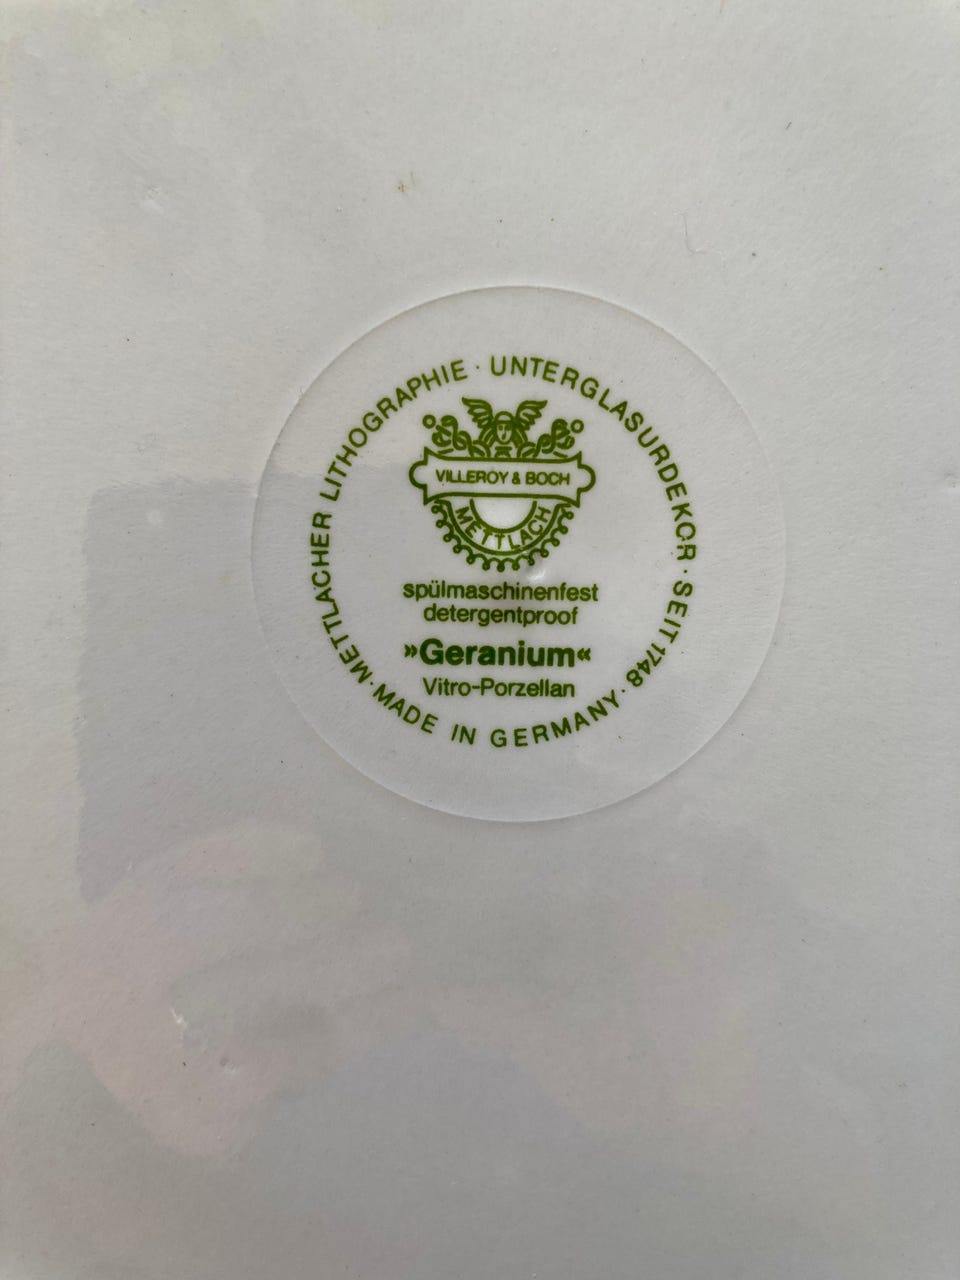 METTLACHER LITHOGRAPHIE · UNTERGLASURDEKOR · SEIT 1748 · MADE IN GERMANY ·
VILLEROY & BOCH
METTLACH
spülmaschinenfest
detergentproof
»Geranium«
Vitro-Porzellan